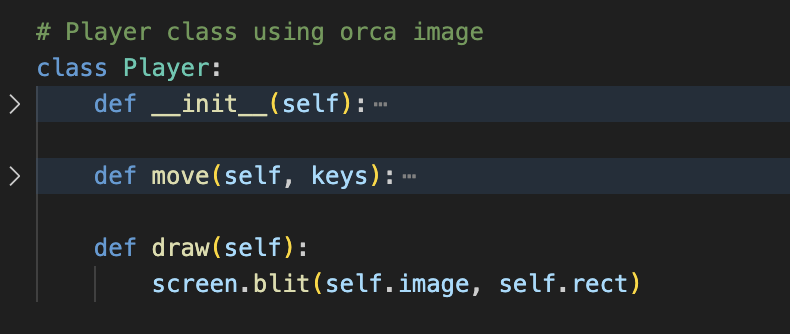 # Player class using orca image
class Player:
    def __init__(self):⋯
    def move(self, keys):⋯
    def draw(self):
        screen.blit(self.image, self.rect)